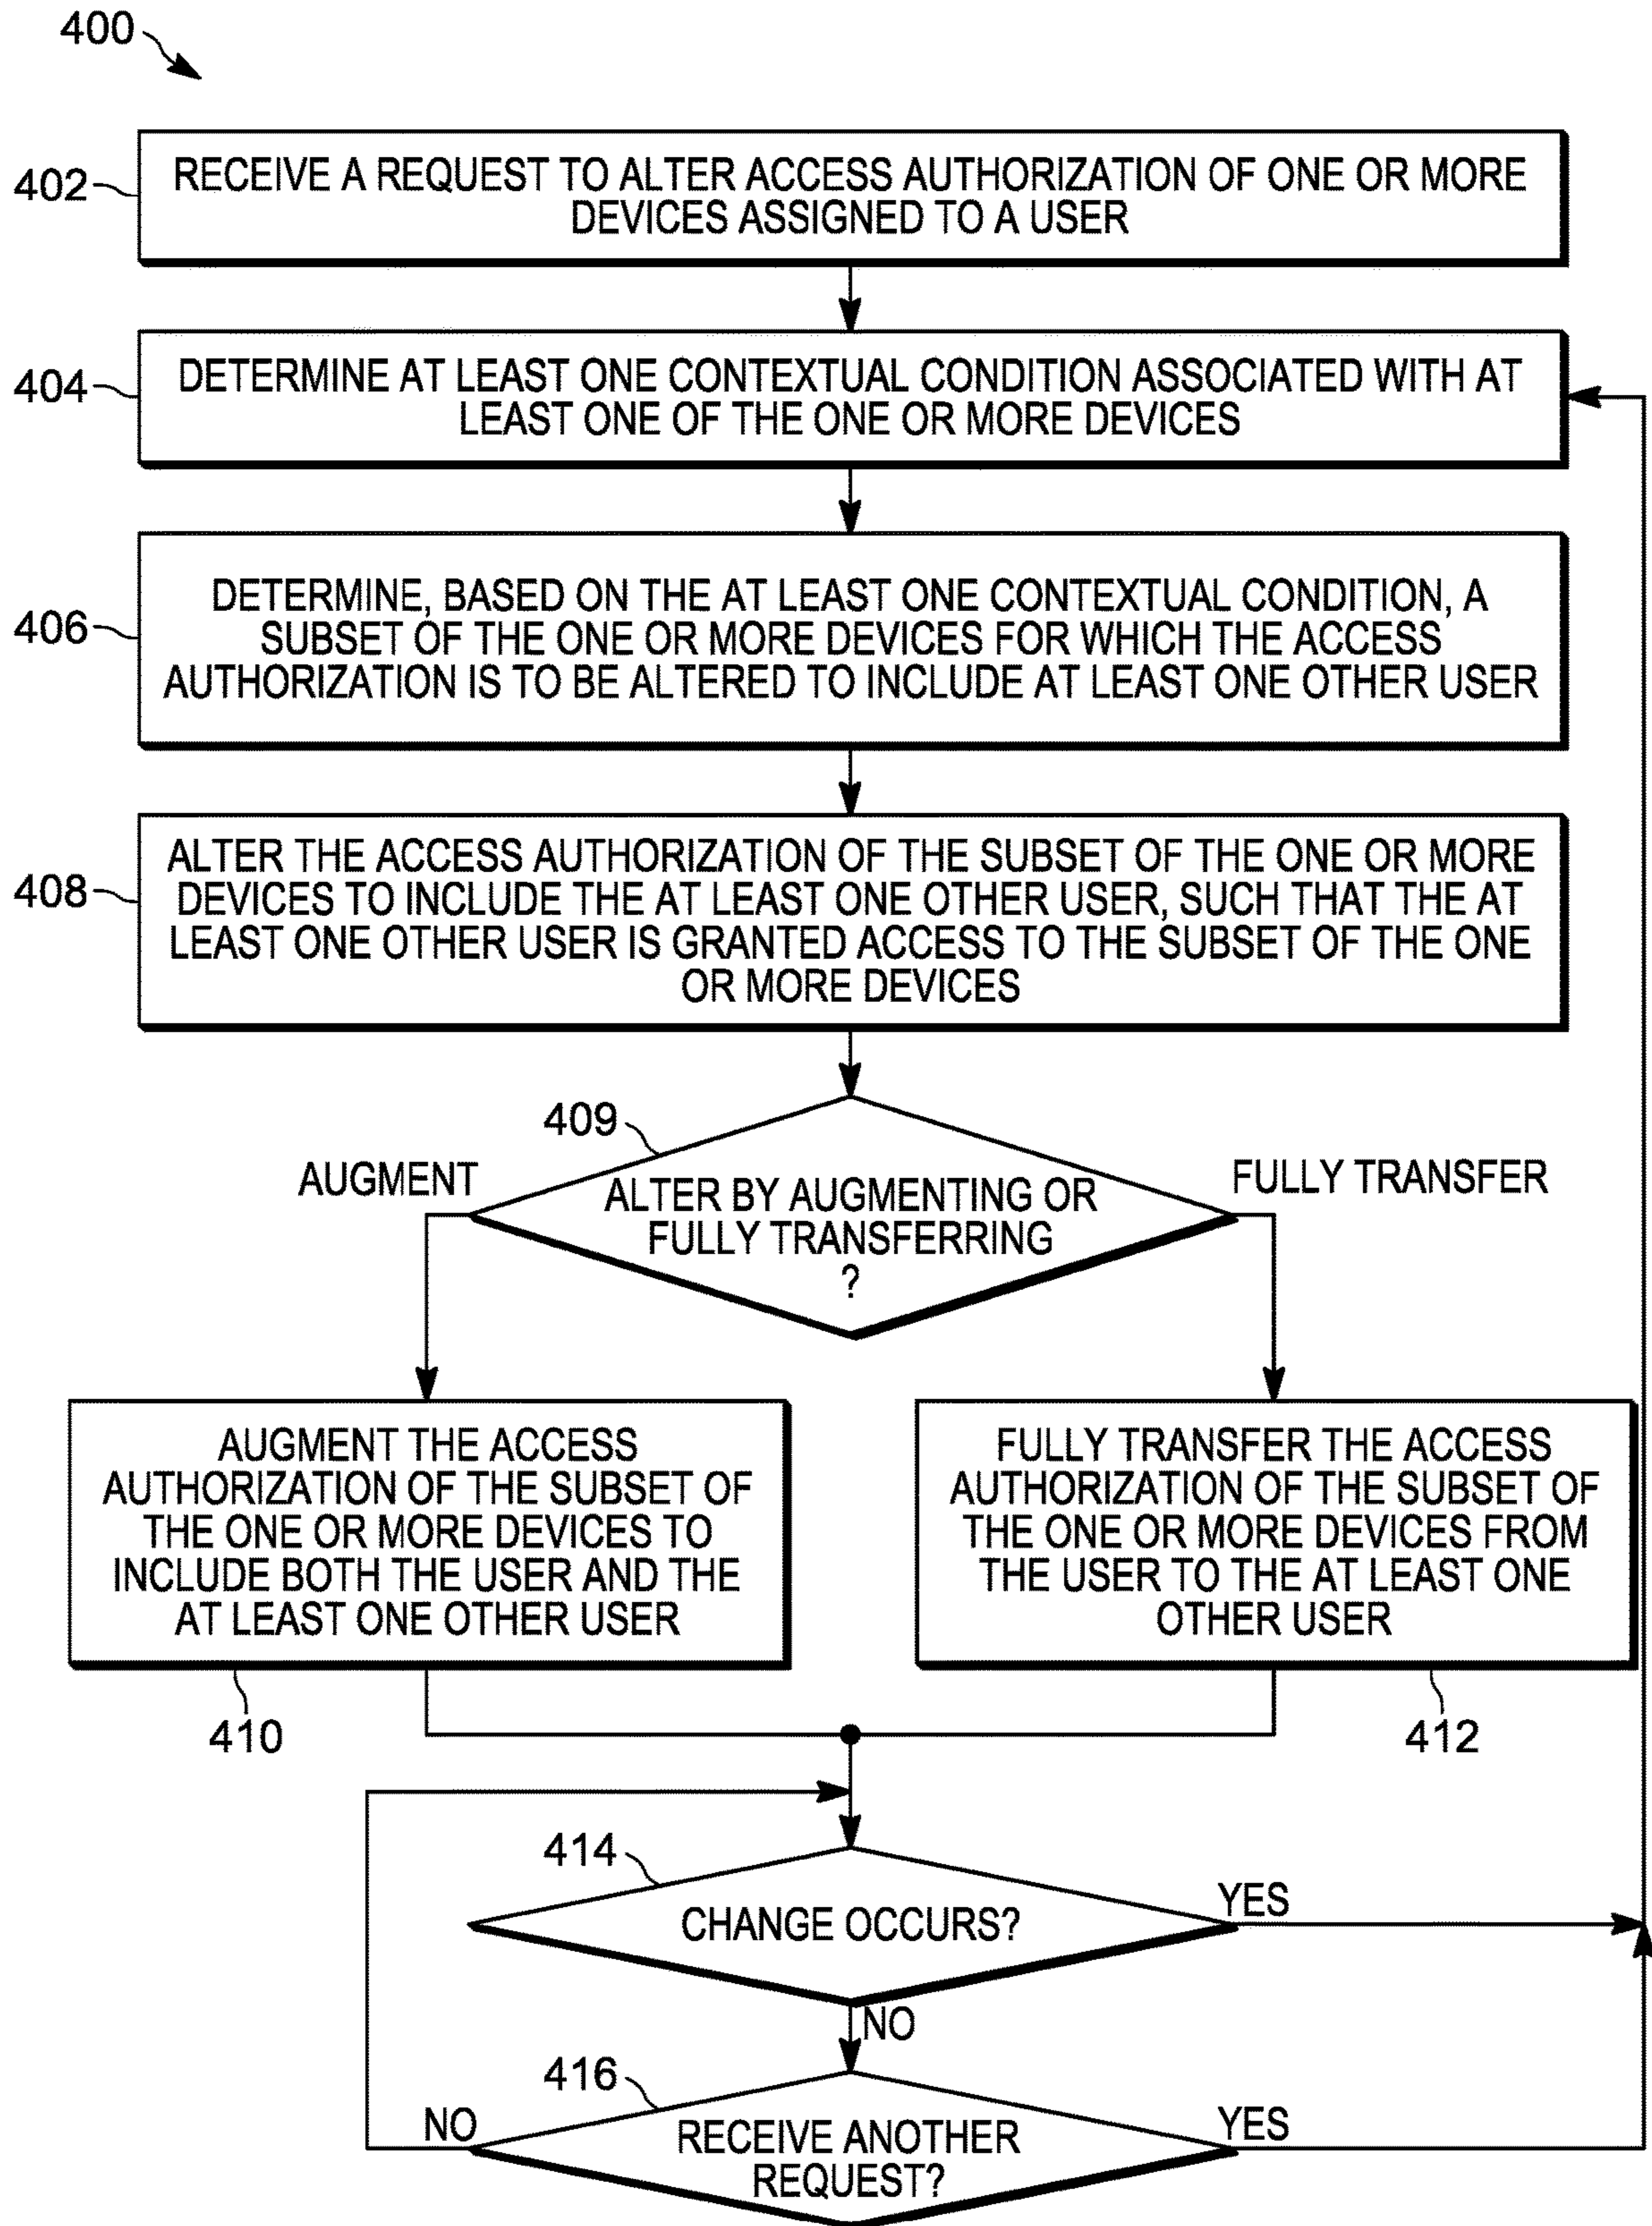 400
402
RECEIVE A REQUEST TO ALTER ACCESS AUTHORIZATION OF ONE OR MORE
DEVICES ASSIGNED TO A USER
404
DETERMINE AT LEAST ONE CONTEXTUAL CONDITION ASSOCIATED WITH AT
LEAST ONE OF THE ONE OR MORE DEVICES
406
DETERMINE, BASED ON THE AT LEAST ONE CONTEXTUAL CONDITION, A
SUBSET OF THE ONE OR MORE DEVICES FOR WHICH THE ACCESS
AUTHORIZATION IS TO BE ALTERED TO INCLUDE AT LEAST ONE OTHER USER
408
ALTER THE ACCESS AUTHORIZATION OF THE SUBSET OF THE ONE OR MORE
DEVICES TO INCLUDE THE AT LEAST ONE OTHER USER, SUCH THAT THE AT
LEAST ONE OTHER USER IS GRANTED ACCESS TO THE SUBSET OF THE ONE
OR MORE DEVICES
409
AUGMENT
FULLY TRANSFER
ALTER BY AUGMENTING OR
FULLY TRANSFERRING
?
AUGMENT THE ACCESS
AUTHORIZATION OF THE SUBSET OF
THE ONE OR MORE DEVICES TO
INCLUDE BOTH THE USER AND THE
AT LEAST ONE OTHER USER
410
FULLY TRANSFER THE ACCESS
AUTHORIZATION OF THE SUBSET OF
THE ONE OR MORE DEVICES FROM
THE USER TO THE AT LEAST ONE
OTHER USER
412
414
CHANGE OCCURS?
YES
NO
416
NO
RECEIVE ANOTHER
REQUEST?
YES